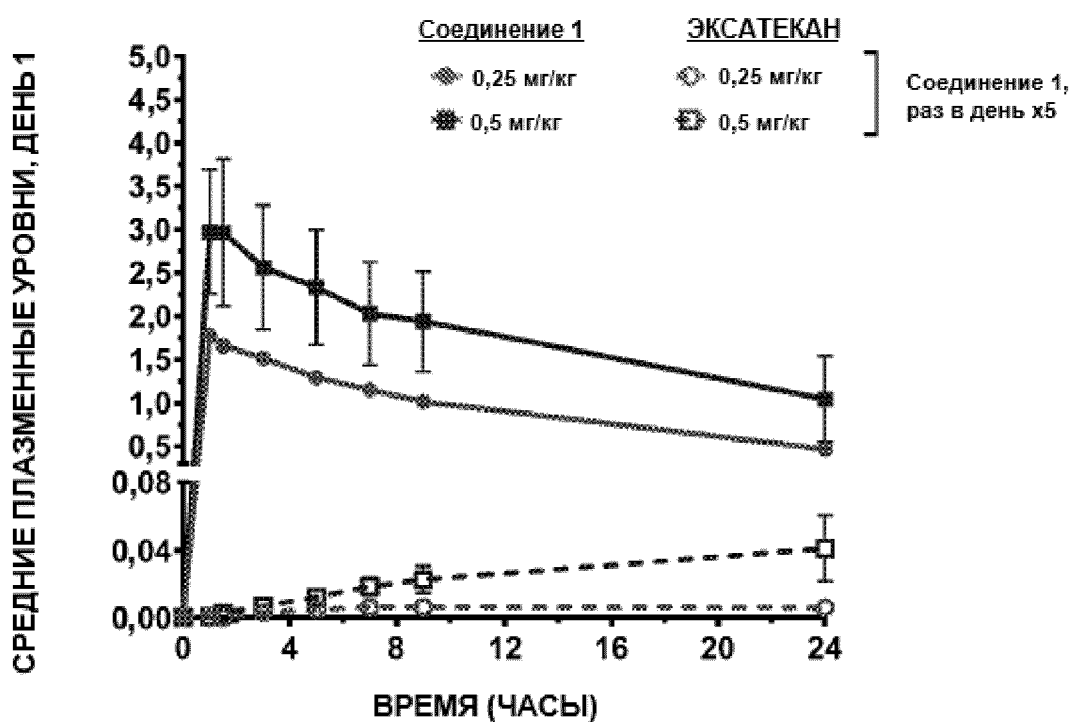 Соединение 1
ЭКСАТЕКАН
0,25 мг/кг
0,25 мг/кг
0,5 мг/кг
0,5 мг/кг
Соединение 1,
раз в день х5
СРЕДНИЕ ПЛАЗМЕННЫЕ УРОВНИ, ДЕНЬ 1
5,0
4,5
4,0
3,5
3,0
2,5
2,0
1,5
1,0
0,5
0,08
0,04
0,00
0
4
8
12
16
20
24
ВРЕМЯ (ЧАСЫ)